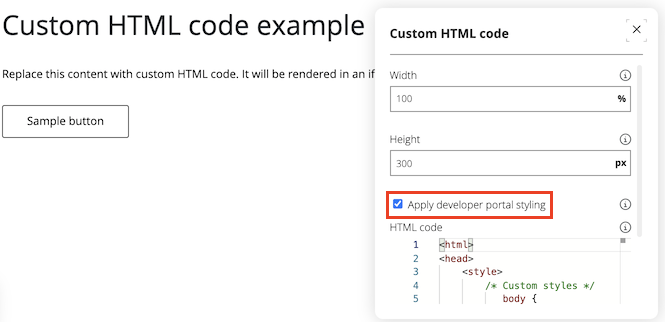 Custom HTML code example
Replace this content with custom HTML code. It will be rendered in an if
Sample button
Custom HTML code
Width
100 %
Height
300 px
Apply developer portal styling
HTML code
1 <html>
2 <head>
3 <style>
4 /* Custom styles */
5 body {